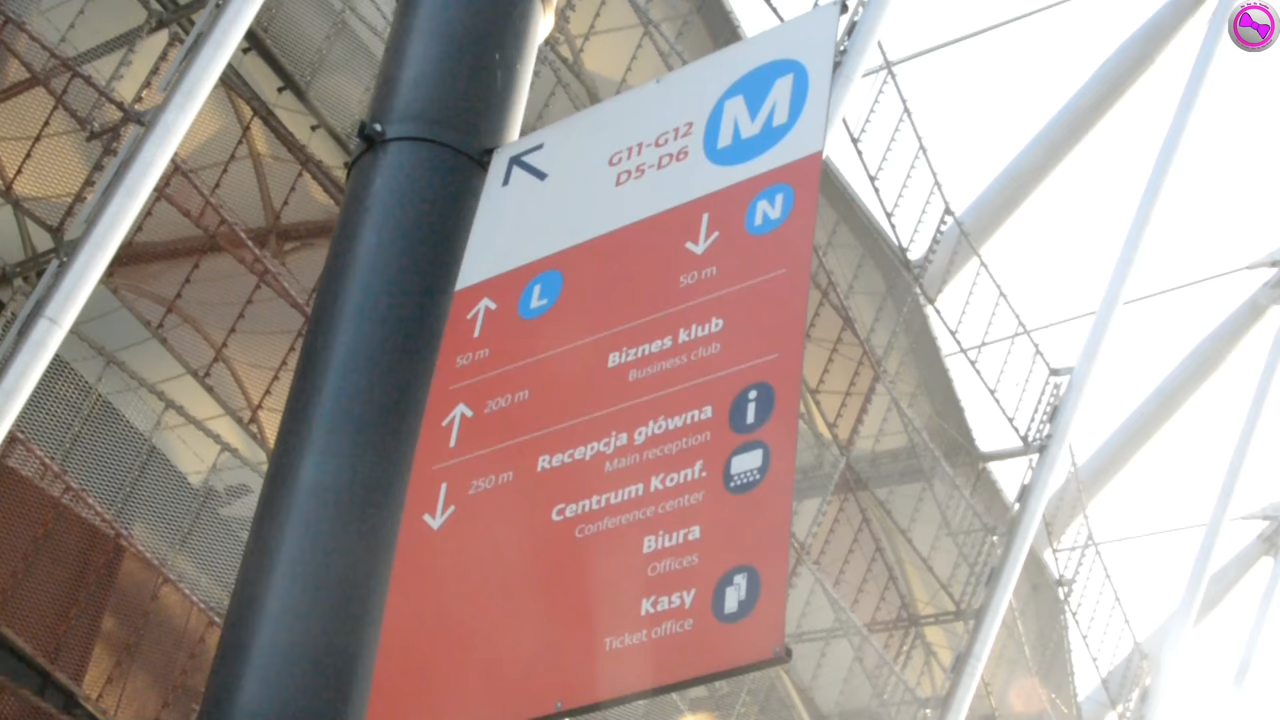 G11-G12
D5-D6
M
N
50 m
L
50 m
Biznes klub
Business club
200 m
Recepcja główna
Main reception
i
250 m
Centrum Konf.
Conference center
Biura
Offices
Kasy
Ticket office